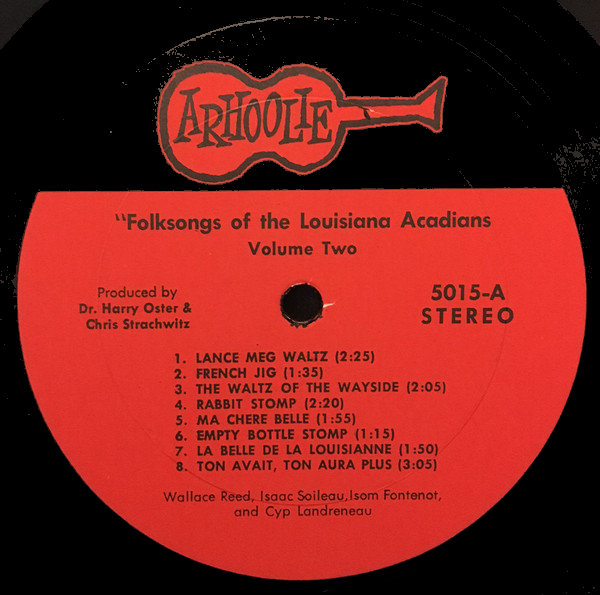 ARHOOLIE
"Folksongs of the Louisiana Acadians
Volume Two
Produced by
Dr. Harry Oster &
Chris Strachwitz
5015-A
STEREO
1. LANCE MEG WALTZ (2:25)
2. FRENCH JIG (1:35)
3. THE WALTZ OF THE WAYSIDE (2:05)
4. RABBIT STOMP (2:20)
5. MA CHERE BELLE (1:55)
6. EMPTY BOTTLE STOMP (1:15)
7. LA BELLE DE LA LOUISIANNE (1:50)
8. TON AVAIT, TON AURA PLUS (3:05)
Wallace Reed, Isaac Soileau, Isom Fontenot,
and Cyp Landreneau